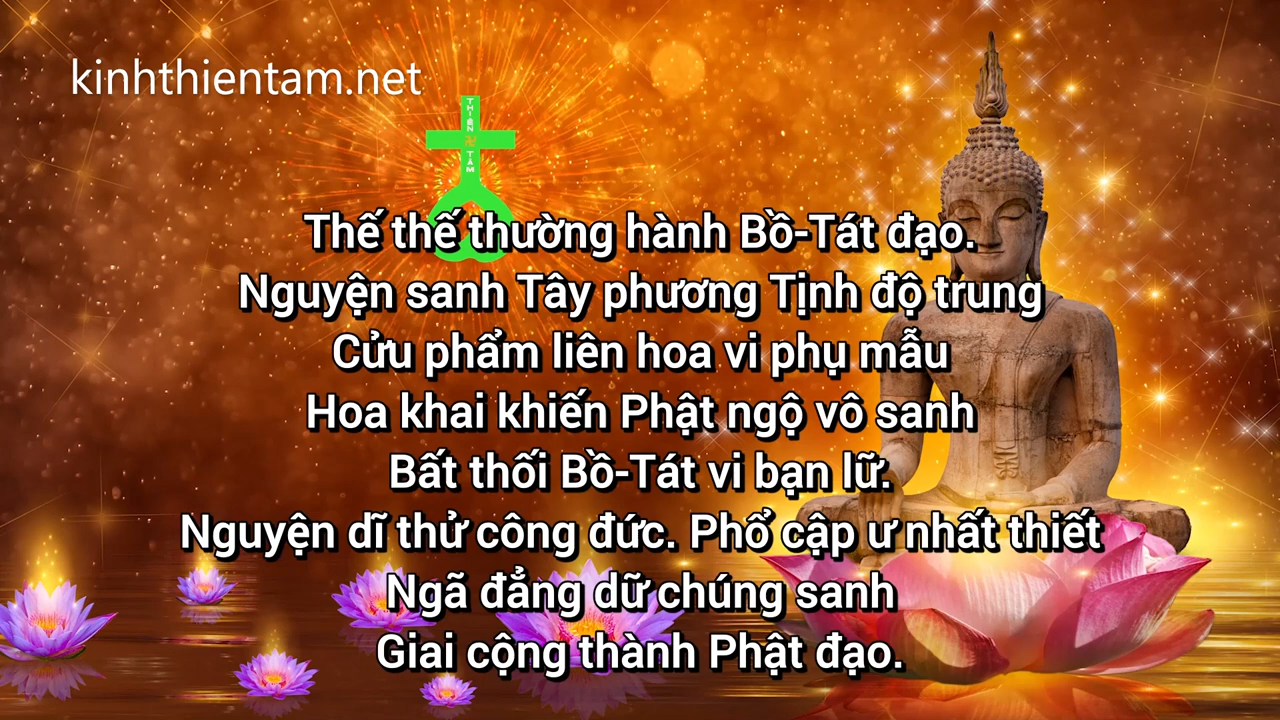 kinhthientam.net
THIÊN
TÂM
Thế thế thường hành Bồ-Tát đạo.
Nguyện sanh Tây phương Tịnh độ trung
Cửu phẩm liên hoa vi phụ mẫu
Hoa khai khiến Phật ngộ vô sanh
Bất thối Bồ-Tát vi bạn lữ.
Nguyện dĩ thử công đức. Phổ cập ư nhất thiết
Ngã đẳng dữ chúng sanh
Giai cộng thành Phật đạo.